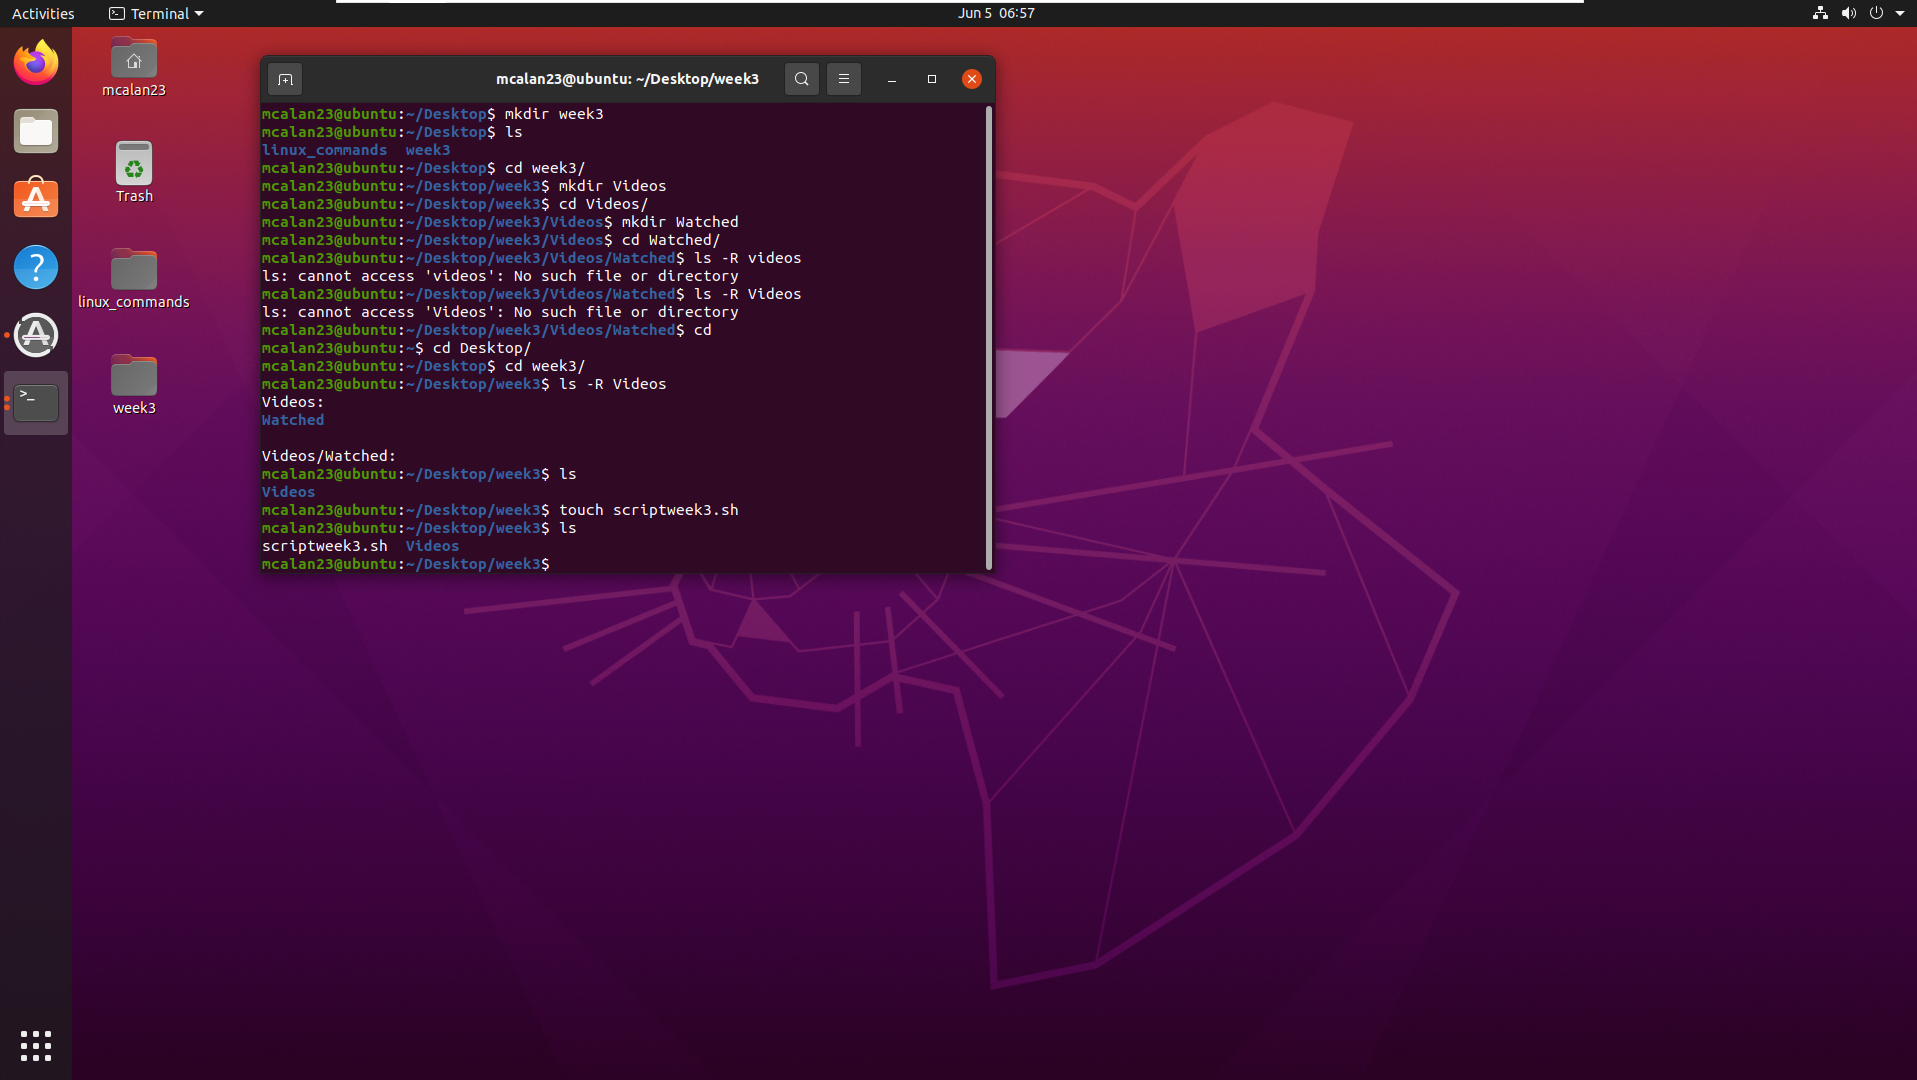 Activities Terminal Jun 5 06:57
mcalan23
Trash
linux_commands
week3
mcalan23@ubuntu: ~/Desktop/week3
mcalan23@ubuntu:~/Desktop$ mkdir week3
mcalan23@ubuntu:~/Desktop$ ls
linux_commands week3
mcalan23@ubuntu:~/Desktop$ cd week3/
mcalan23@ubuntu:~/Desktop/week3$ mkdir Videos
mcalan23@ubuntu:~/Desktop/week3$ cd Videos/
mcalan23@ubuntu:~/Desktop/week3/Videos$ mkdir Watched
mcalan23@ubuntu:~/Desktop/week3/Videos$ cd Watched/
mcalan23@ubuntu:~/Desktop/week3/Videos/Watched$ ls -R videos
ls: cannot access 'videos': No such file or directory
mcalan23@ubuntu:~/Desktop/week3/Videos/Watched$ ls -R Videos
ls: cannot access 'Videos': No such file or directory
mcalan23@ubuntu:~/Desktop/week3/Videos/Watched$ cd
mcalan23@ubuntu:~$ cd Desktop/
mcalan23@ubuntu:~/Desktop$ cd week3/
mcalan23@ubuntu:~/Desktop/week3$ ls -R Videos
Videos:
Watched

Videos/Watched:
mcalan23@ubuntu:~/Desktop/week3$ ls
Videos
mcalan23@ubuntu:~/Desktop/week3$ touch scriptweek3.sh
mcalan23@ubuntu:~/Desktop/week3$ ls
scriptweek3.sh Videos
mcalan23@ubuntu:~/Desktop/week3$